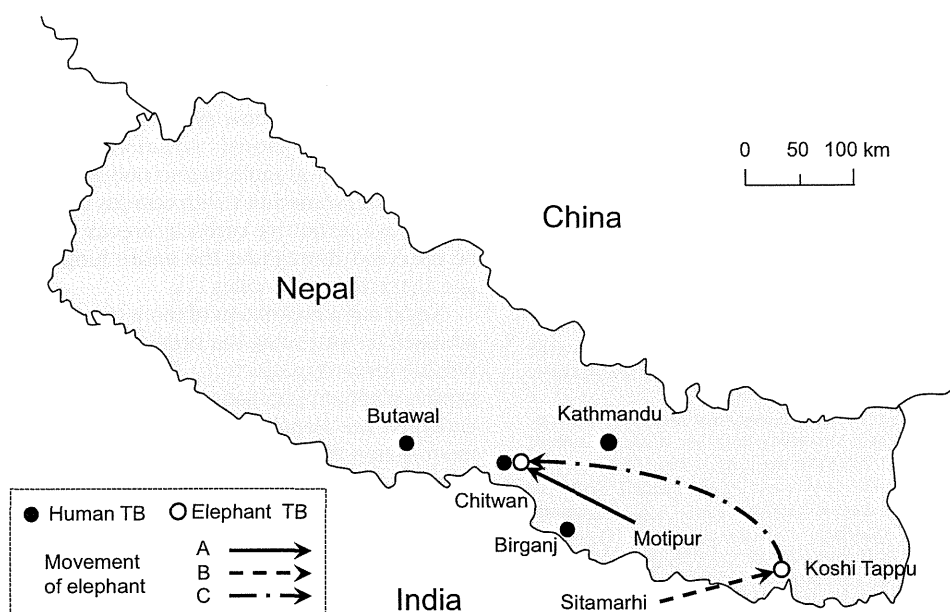 0 50 100 km
China
Nepal
Butawal
Kathmandu
Chitwan
Birganj
Motipur
Koshi Tappu
Sitamarhi
India
Human TB Elephant TB
Movement
of elephant
A
B
C